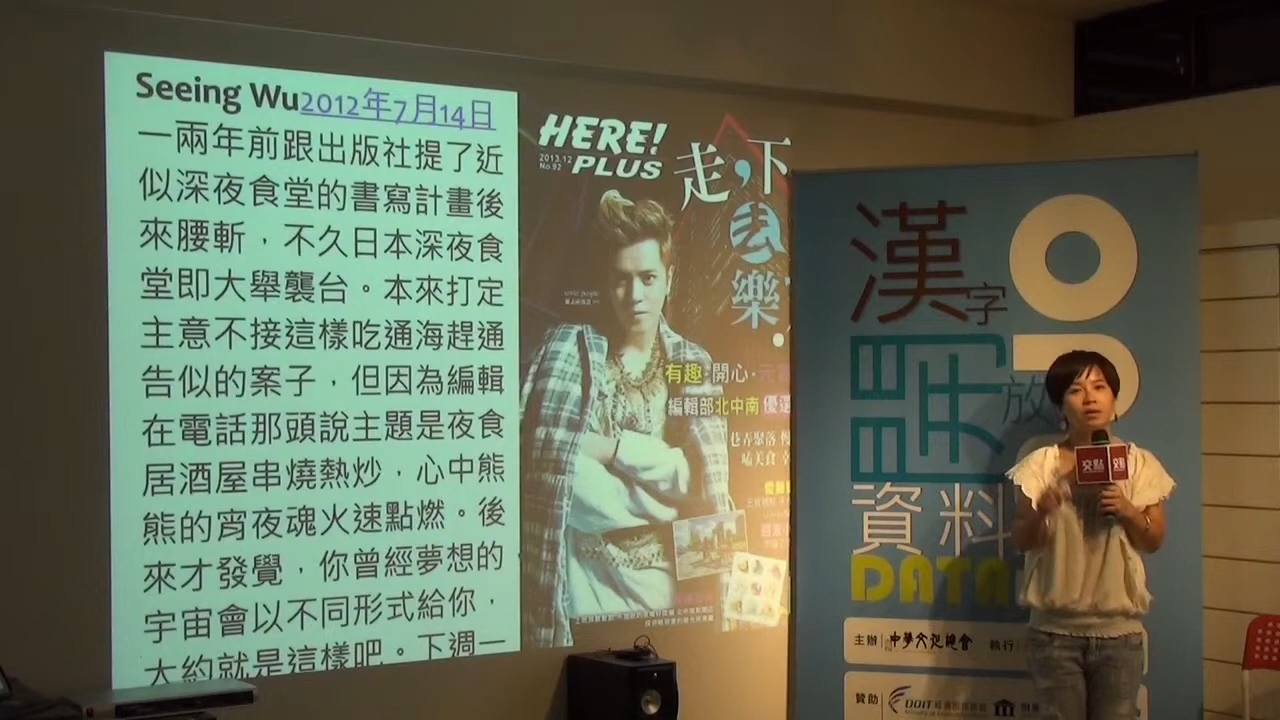 Seeing Wu2012年7月14日
一兩年前跟出版社提了近
似深夜食堂的書寫計畫後
來腰斬，不久日本深夜食
堂即大舉襲台。本來打定
主意不接這樣吃通海趕通
告似的案子，但因為編輯
在電話那頭說主題是夜食
居酒屋串燒熱炒，心中熊
熊的宵夜魂火速點燃。後
來才發覺，你曾經夢想的
宇宙會以不同形式給你，
大約就是這樣吧。下週一
HERE!
2013.12
No.92
PLUS
走,下
去
樂
有趣·開心·
編輯部北中南優
巷弄聚落
漢字
開放
資料
DATA
主辦 中華文化總會 執行
贊助
交點